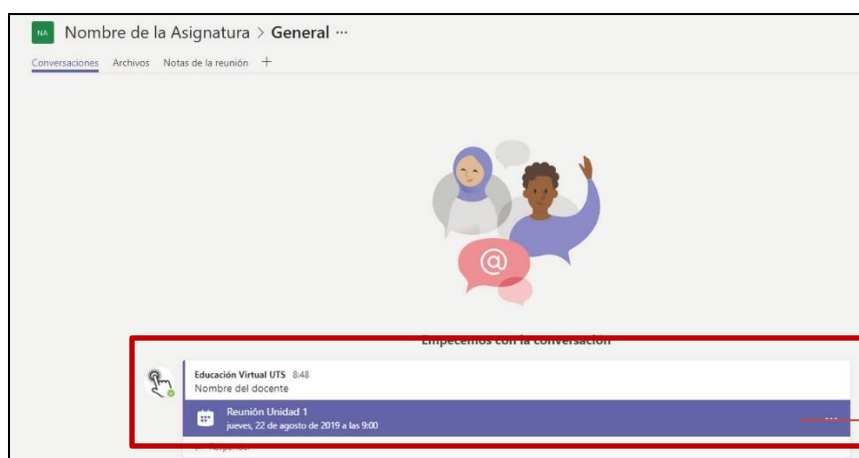 NA Nombre de la Asignatura > General ...
Conversaciones Archivos Notas de la reunión +
@
Empecemos con la conversación
Educación Virtual UTS 8:48
Nombre del docente
Reunión Unidad 1
jueves, 22 de agosto de 2019 a las 9:00
Responder